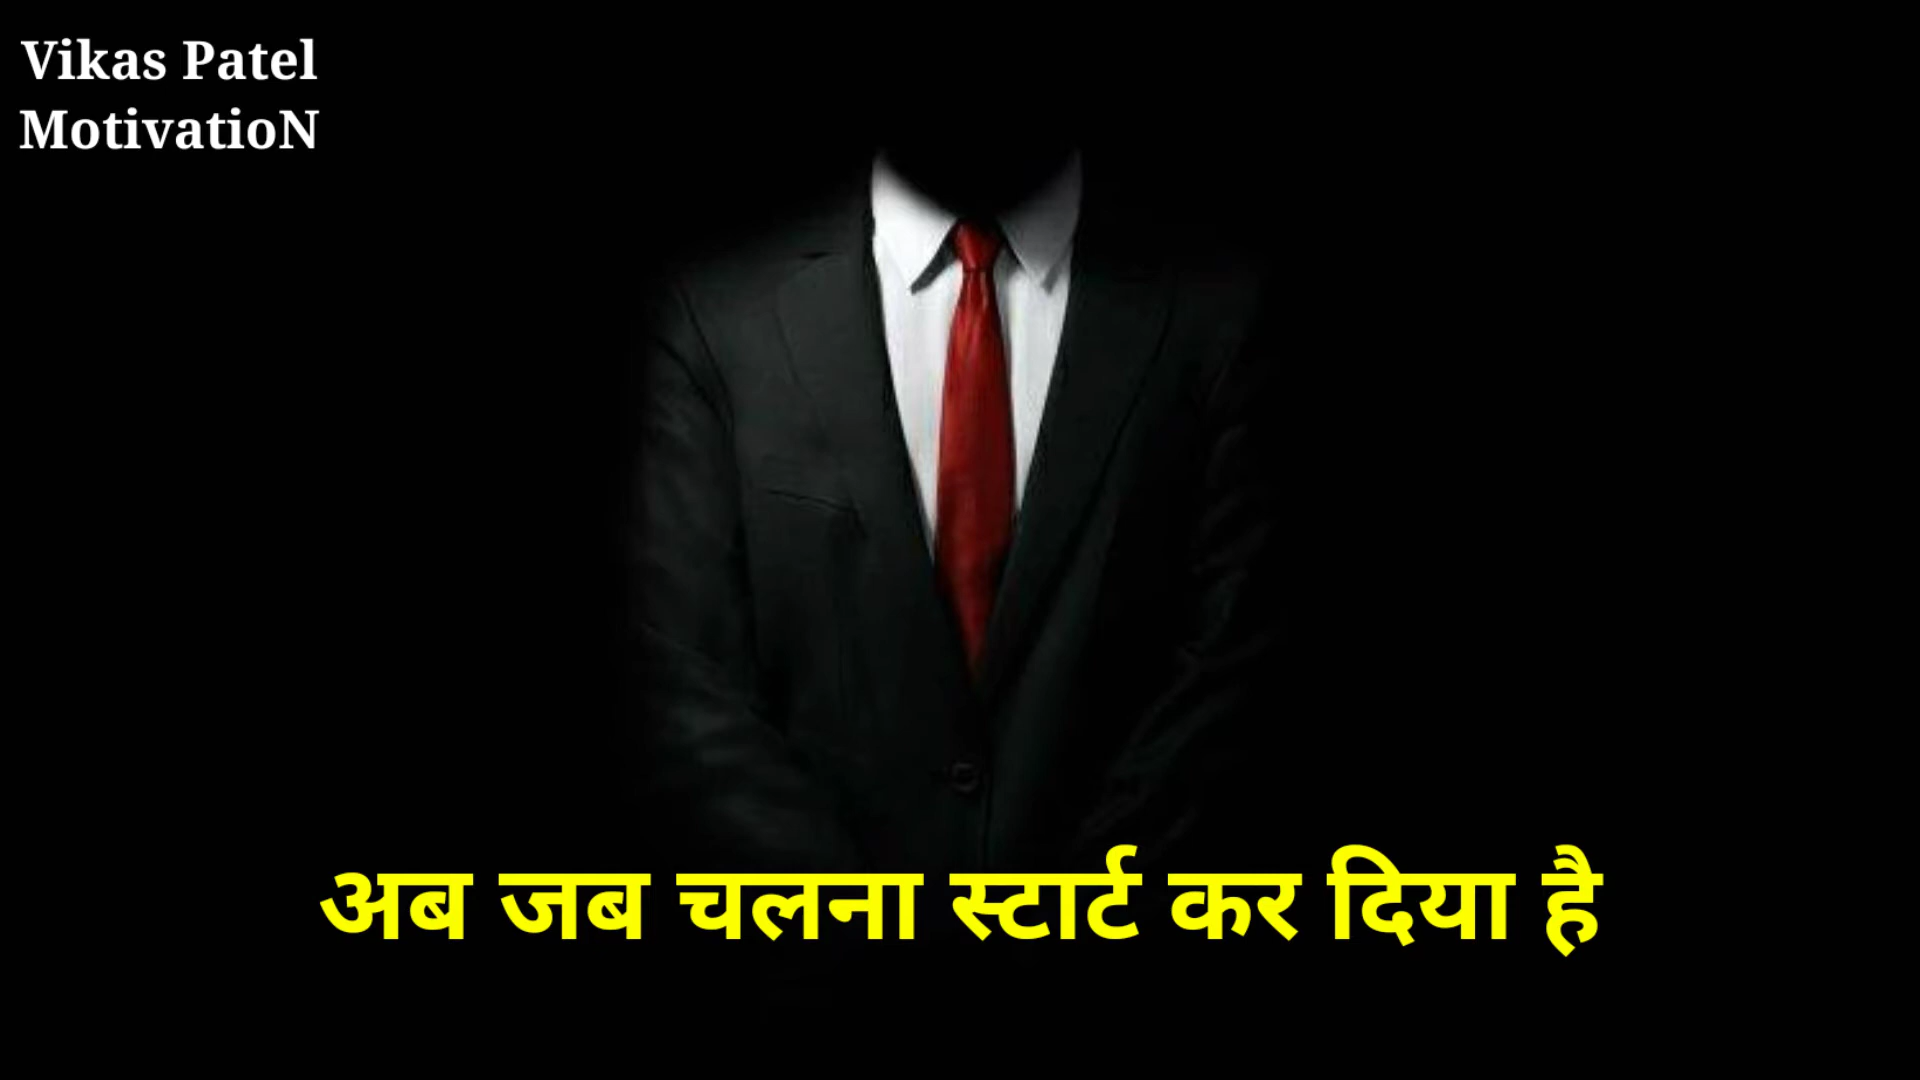 Vikas Patel
MotivatioN
अब जब चलना स्टार्ट कर दिया है